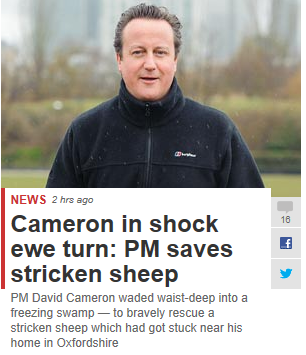 berghaus
NEWS 2 hrs ago
Cameron in shock
ewe turn: PM saves
stricken sheep
16
PM David Cameron waded waist-deep into a
freezing swamp — to bravely rescue a
stricken sheep which had got stuck near his
home in Oxfordshire